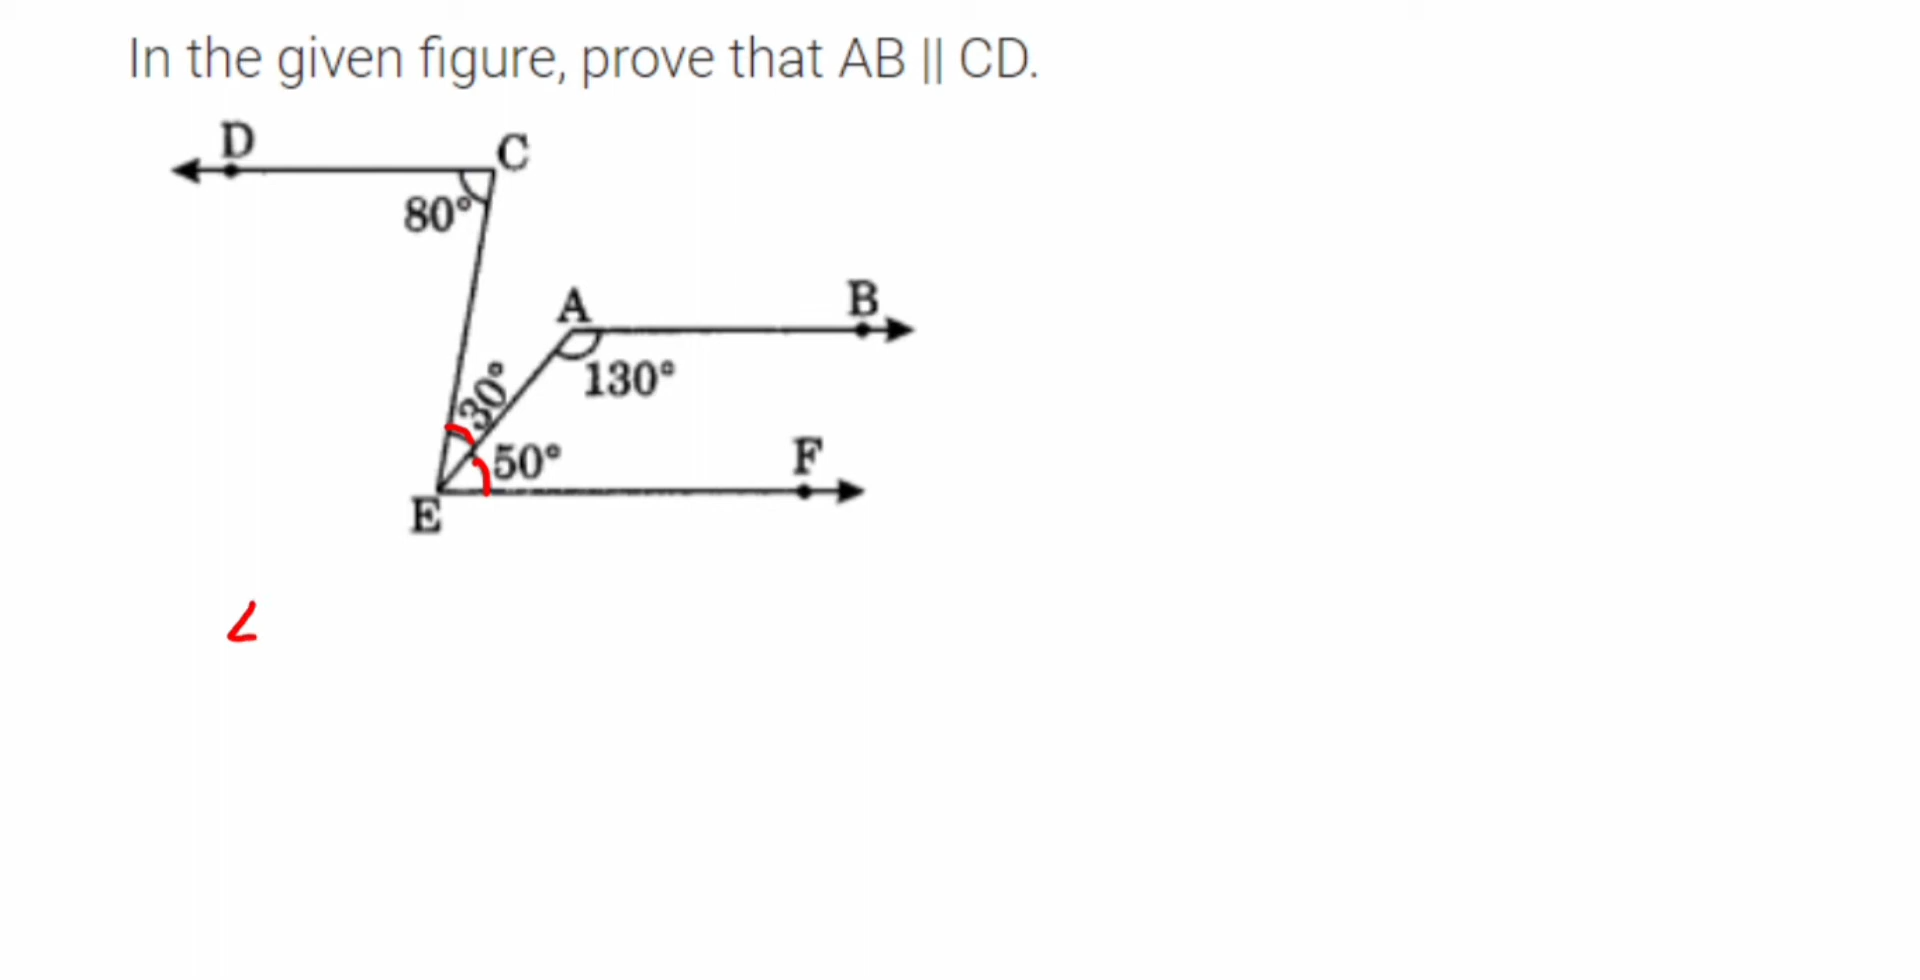 In the given figure, prove that AB || CD.
D
C
80°
A
B
30°
130°
50°
F
E
∠